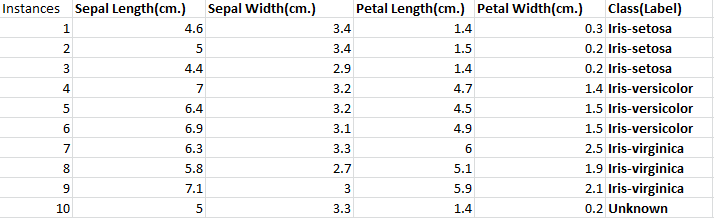 Instances Sepal Length(cm.) Sepal Width(cm.) Petal Length(cm.) Petal Width(cm.) Class(Label)
1 4.6 3.4 1.4 0.3 Iris-setosa
2 5 3.4 1.5 0.2 Iris-setosa
3 4.4 2.9 1.4 0.2 Iris-setosa
4 7 3.2 4.7 1.4 Iris-versicolor
5 6.4 3.2 4.5 1.5 Iris-versicolor
6 6.9 3.1 4.9 1.5 Iris-versicolor
7 6.3 3.3 6 2.5 Iris-virginica
8 5.8 2.7 5.1 1.9 Iris-virginica
9 7.1 3 5.9 2.1 Iris-virginica
10 5 3.3 1.4 0.2 Unknown